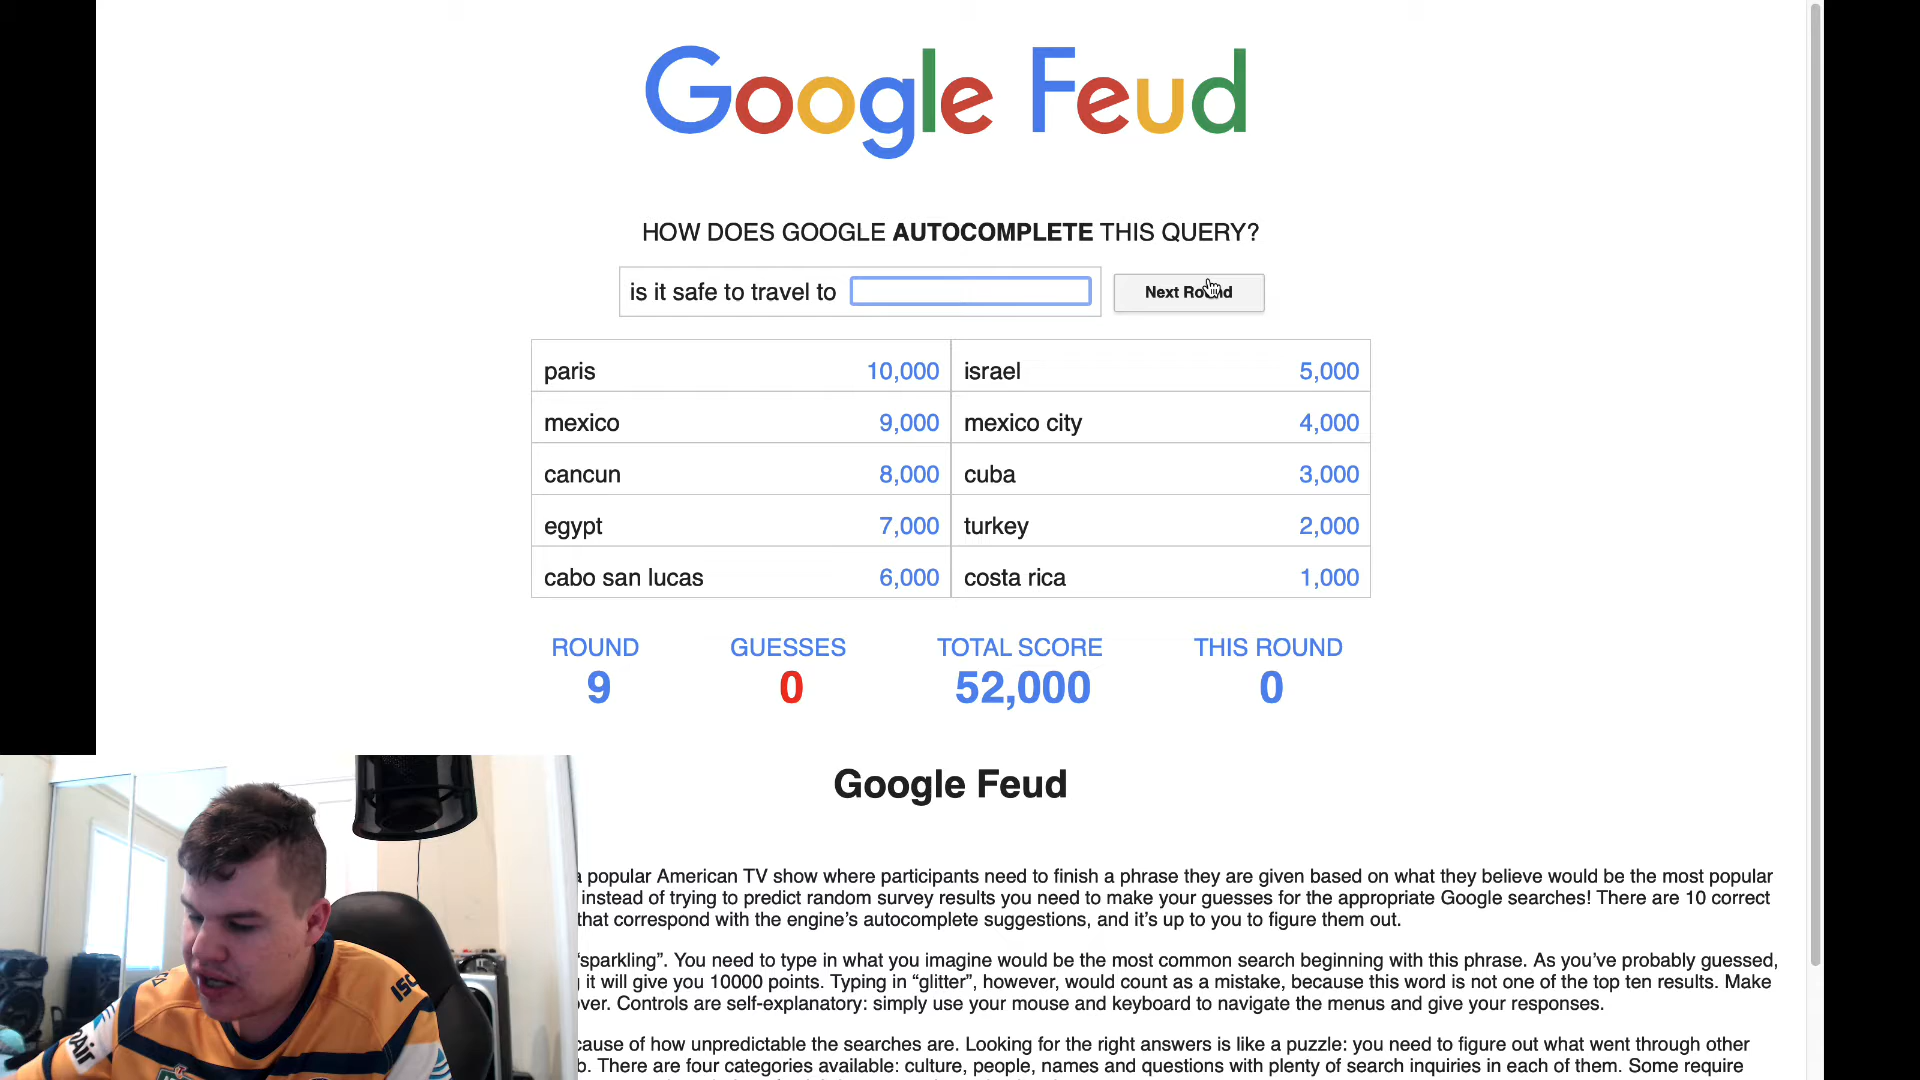 Google Feud
HOW DOES GOOGLE AUTOCOMPLETE THIS QUERY?
is it safe to travel to
Next Round
paris 10,000 israel 5,000
mexico 9,000 mexico city 4,000
cancun 8,000 cuba 3,000
egypt 7,000 turkey 2,000
cabo san lucas 6,000 costa rica 1,000
ROUND GUESSES TOTAL SCORE THIS ROUND
9 0 52,000 0
Google Feud
a popular American TV show where participants need to finish a phrase they are given based on what they believe would be the most popular
instead of trying to predict random survey results you need to make your guesses for the appropriate Google searches! There are 10 correct
that correspond with the engine's autocomplete suggestions, and it's up to you to figure them out.
"sparkling". You need to type in what you imagine would be the most common search beginning with this phrase. As you've probably guessed,
it will give you 10000 points. Typing in "glitter", however, would count as a mistake, because this word is not one of the top ten results. Make
over. Controls are self-explanatory: simply use your mouse and keyboard to navigate the menus and give your responses.
cause of how unpredictable the searches are. Looking for the right answers is like a puzzle: you need to figure out what went through other
b. There are four categories available: culture, people, names and questions with plenty of search inquiries in each of them. Some require
ISC